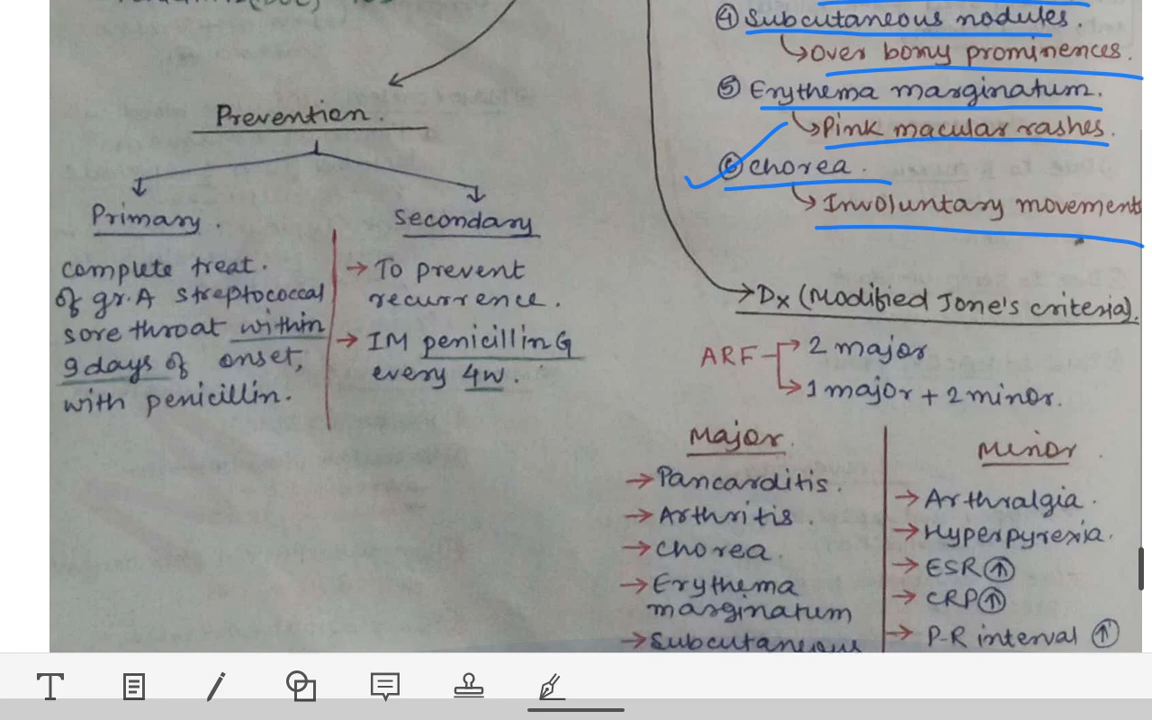 Prevention.
Primary.
complete treat.
of gr.A streptococcal
sore throat within
9 days of onset,
with penicillin.
secondary
→ To prevent
recurrence.
→ IM penicillin G
every 4w.
④ Subcutaneous nodules.
↳ over bony prominences.
⑤ Erythema marginatum.
↳ Pink macular rashes.
⑥ chorea.
↳ Involuntary movements
→ Dx (Modified Jone's criteria).
ARF → 2 major
→ 1 major + 2 minor.
Major.
→ Pancarditis.
→ Arthritis.
→ chorea.
→ Erythema
marginatum
→ Subcutaneous
Minor.
→ Arthralgia.
→ Hyperpyrexia.
→ ESR ↑
→ CRP ↑
→ P-R interval ↑
T